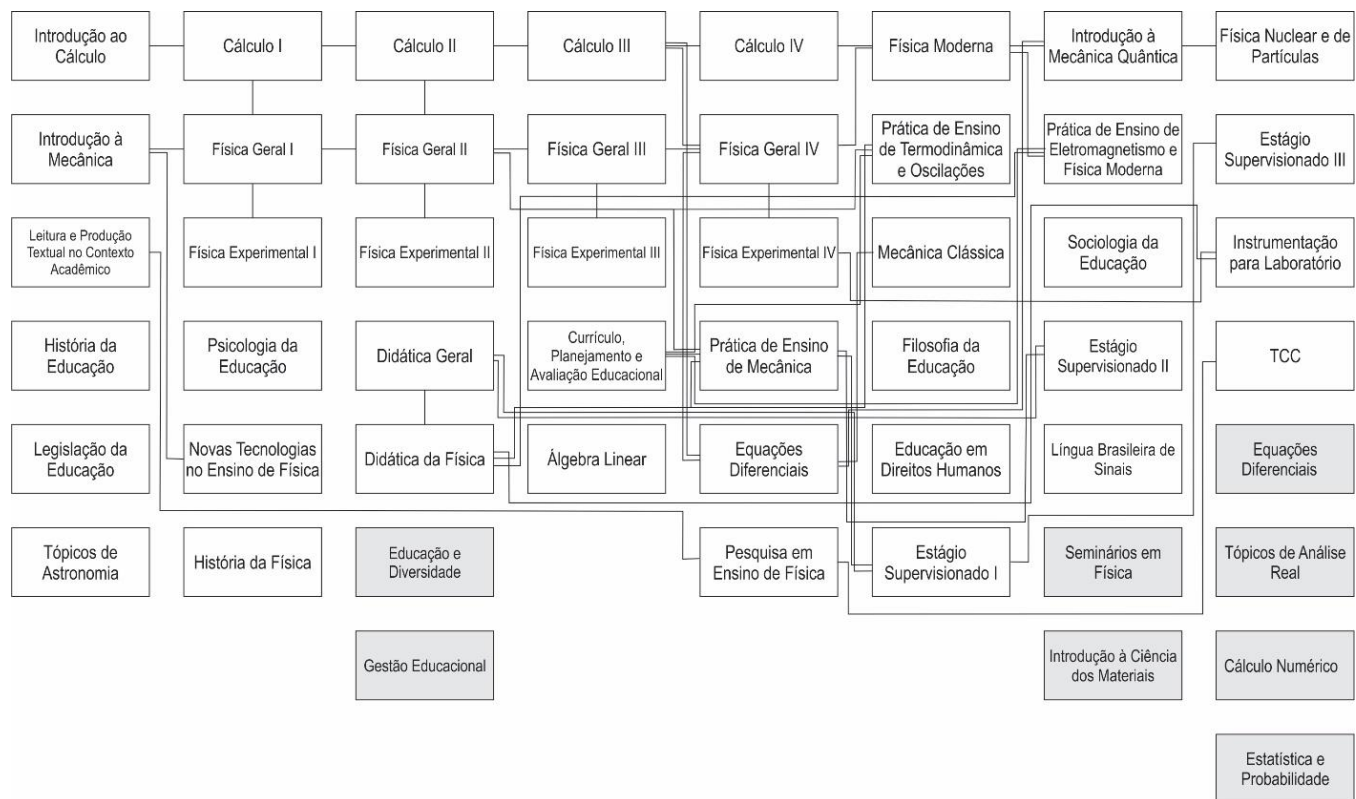 Introdução ao
Cálculo
Cálculo I
Cálculo II
Cálculo III
Cálculo IV
Física Moderna
Introdução à
Mecânica Quântica
Física Nuclear e de
Partículas
Introdução à
Mecânica
Física Geral I
Física Geral II
Física Geral III
Física Geral IV
Prática de Ensino
de Termodinâmica
e Oscilações
Prática de Ensino de
Eletromagnetismo e
Física Moderna
Estágio
Supervisionado III
Leitura e Produção
Textual no Contexto
Acadêmico
Física Experimental I
Física Experimental II
Física Experimental III
Física Experimental IV
Mecânica Clássica
Sociologia da
Educação
Instrumentação
para Laboratório
História da
Educação
Psicologia da
Educação
Didática Geral
Currículo,
Planejamento e
Avaliação Educacional
Prática de Ensino
de Mecânica
Filosofia da
Educação
Estágio
Supervisionado II
TCC
Legislação da
Educação
Novas Tecnologias
no Ensino de Física
Didática da Física
Álgebra Linear
Equações
Diferenciais
Educação em
Direitos Humanos
Língua Brasileira de
Sinais
Equações
Diferenciais
Tópicos de
Astronomia
História da Física
Educação e
Diversidade
Pesquisa em
Ensino de Física
Estágio
Supervisionado I
Seminários em
Física
Tópicos de Análise
Real
Gestão Educacional
Introdução à Ciência
dos Materiais
Cálculo Numérico
Estatística e
Probabilidade